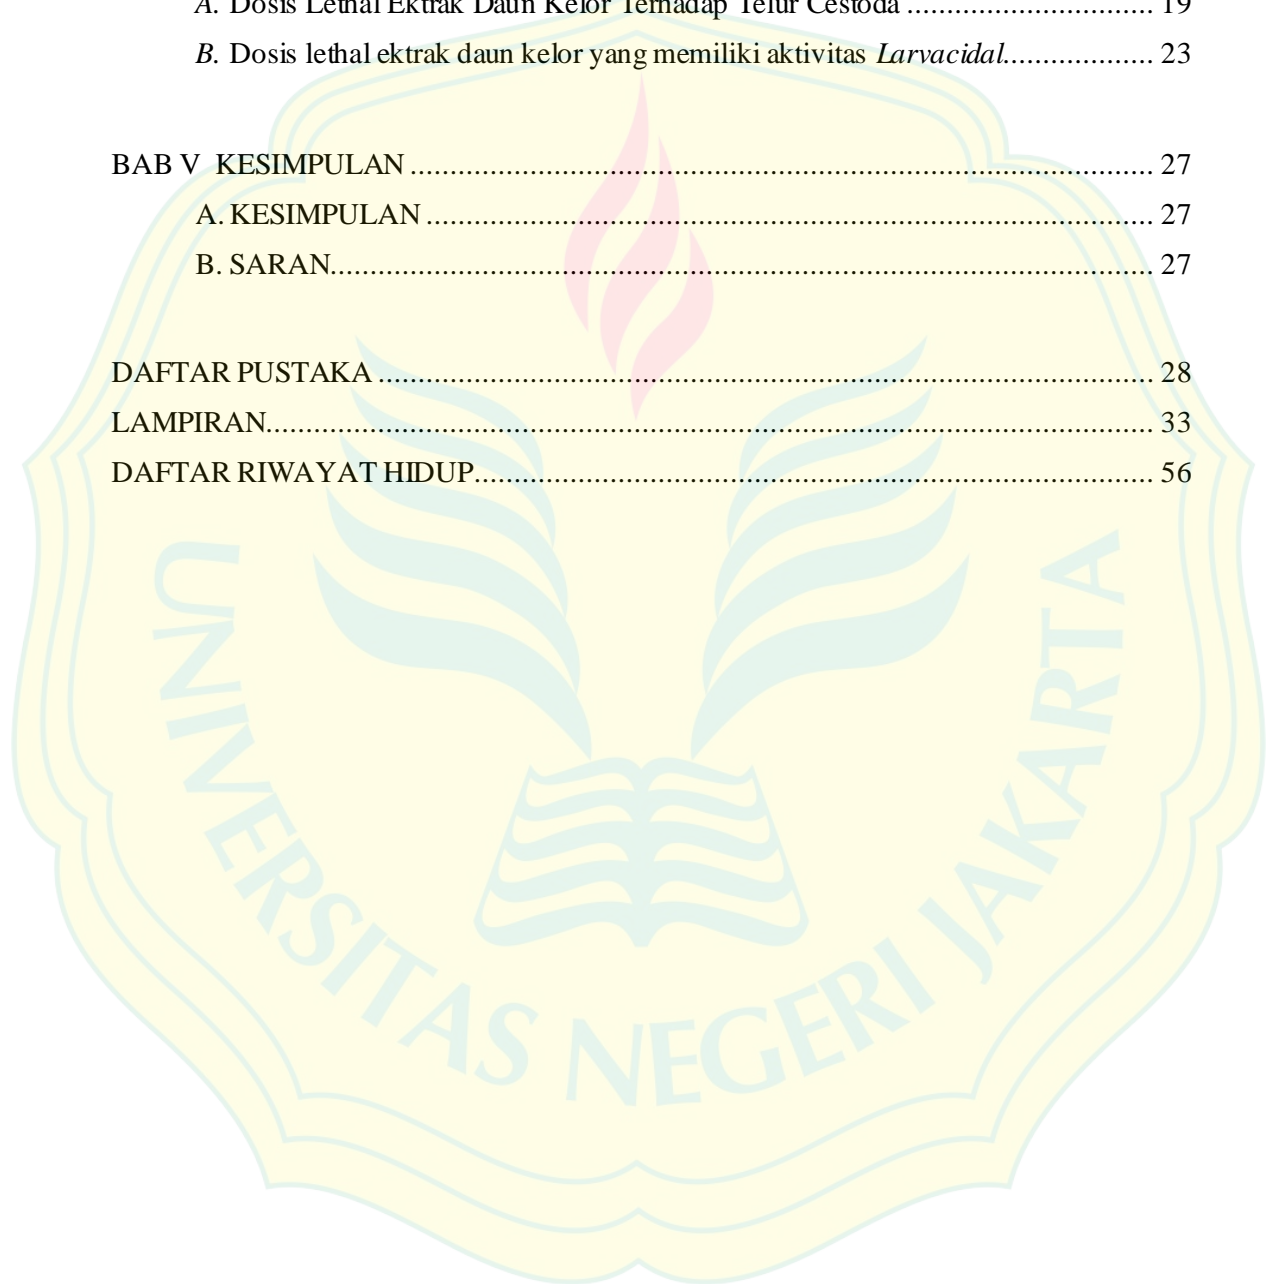 A. Dosis Lethal Ektrak Daun Kelor Terhadap Telur Cestoda ............................... 19
B. Dosis lethal ektrak daun kelor yang memiliki aktivitas Larvacidal................... 23
BAB V KESIMPULAN ............................................................................................. 27
A. KESIMPULAN ........................................................................................... 27
B. SARAN....................................................................................................... 27
DAFTAR PUSTAKA ................................................................................................. 28
LAMPIRAN............................................................................................................... 33
DAFTAR RIWAYAT HIDUP..................................................................................... 56
UNIVERSITAS NEGERI JAKARTA